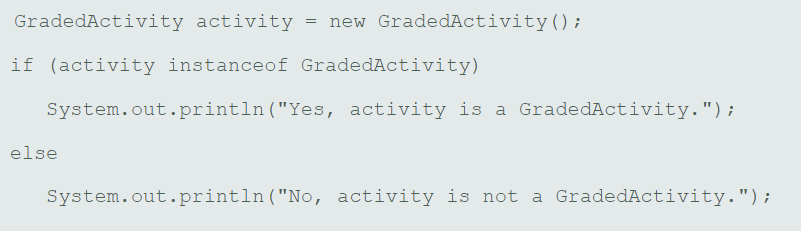 GradedActivity activity = new GradedActivity();
if (activity instanceof GradedActivity)
System.out.println("Yes, activity is a GradedActivity.");
else
System.out.println("No, activity is not a GradedActivity.");